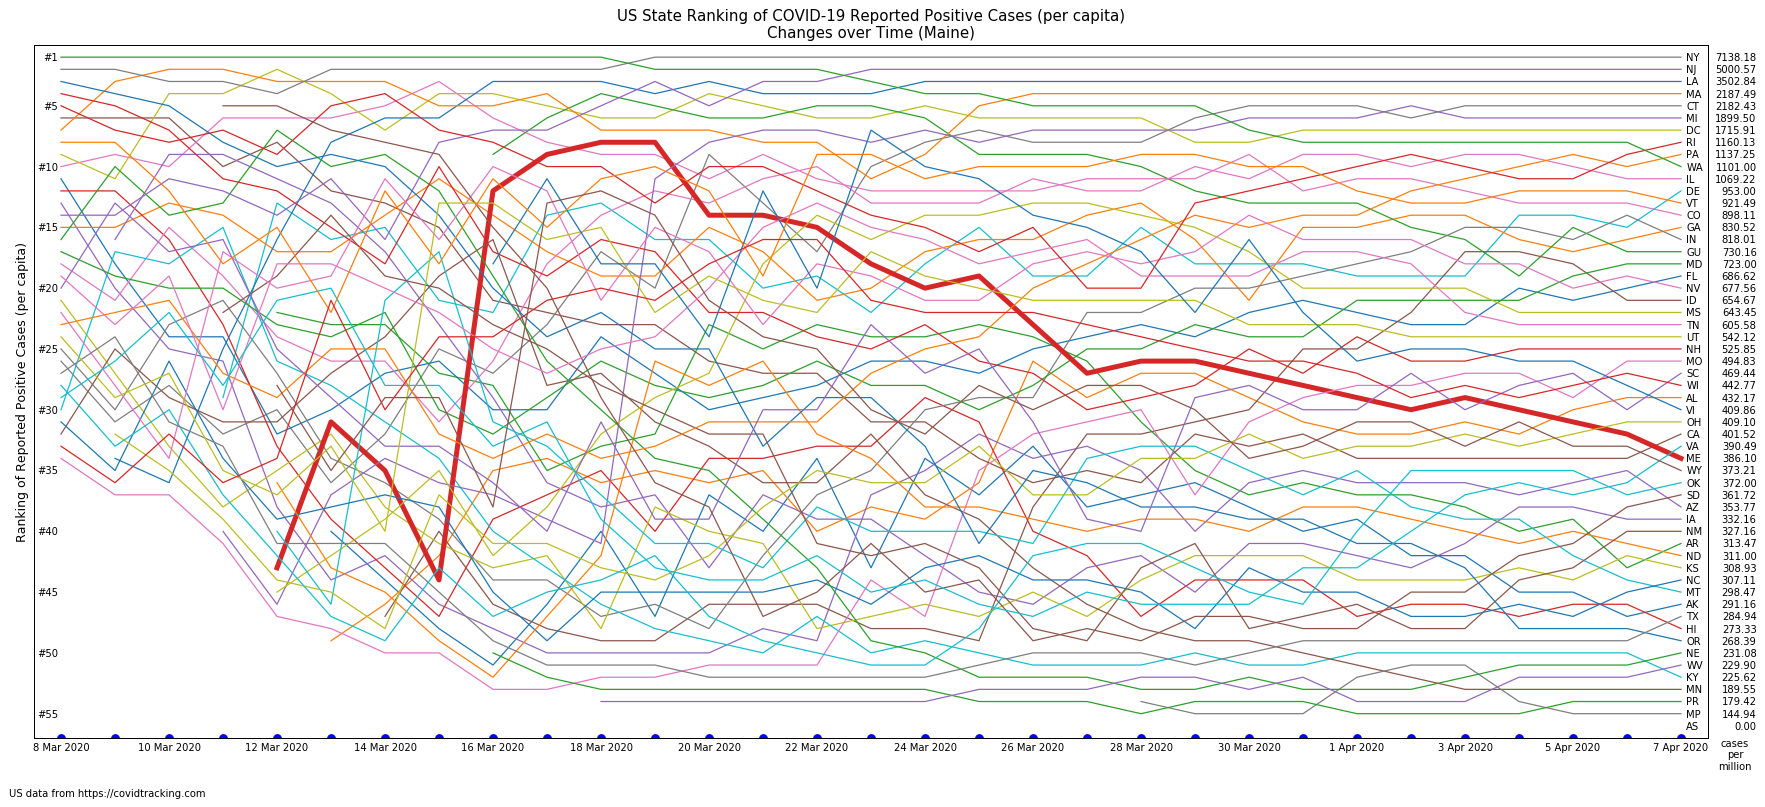 US State Ranking of COVID-19 Reported Positive Cases (per capita)
Changes over Time (Maine)
Ranking of Reported Positive Cases (per capita)
#1
#5
#10
#15
#20
#25
#30
#35
#40
#45
#50
#55
NY 7138.18
NJ 5000.57
LA 3502.84
MA 2187.49
CT 2182.43
MI 1899.50
DC 1715.91
RI 1160.13
PA 1137.25
WA 1101.00
IL 1069.22
DE 953.00
VT 921.49
CO 898.11
GA 830.52
IN 818.01
GU 730.16
MD 723.00
FL 686.62
NV 677.56
ID 654.67
MS 643.45
TN 605.58
UT 542.12
NH 525.85
MO 494.83
SC 469.44
WI 442.77
AL 432.17
VI 409.86
OH 409.10
CA 401.52
VA 390.49
ME 386.10
WY 373.21
OK 372.00
SD 361.72
AZ 353.77
IA 332.16
NM 327.16
AR 313.47
ND 311.00
KS 308.93
NC 307.11
MT 298.47
AK 291.16
TX 284.94
HI 273.33
OR 268.39
NE 231.08
WV 229.90
KY 225.62
MN 189.55
PR 179.42
MP 144.94
AS 0.00
8 Mar 2020 10 Mar 2020 12 Mar 2020 14 Mar 2020 16 Mar 2020 18 Mar 2020 20 Mar 2020 22 Mar 2020 24 Mar 2020 26 Mar 2020 28 Mar 2020 30 Mar 2020 1 Apr 2020 3 Apr 2020 5 Apr 2020 7 Apr 2020
cases
per
million
US data from https://covidtracking.com